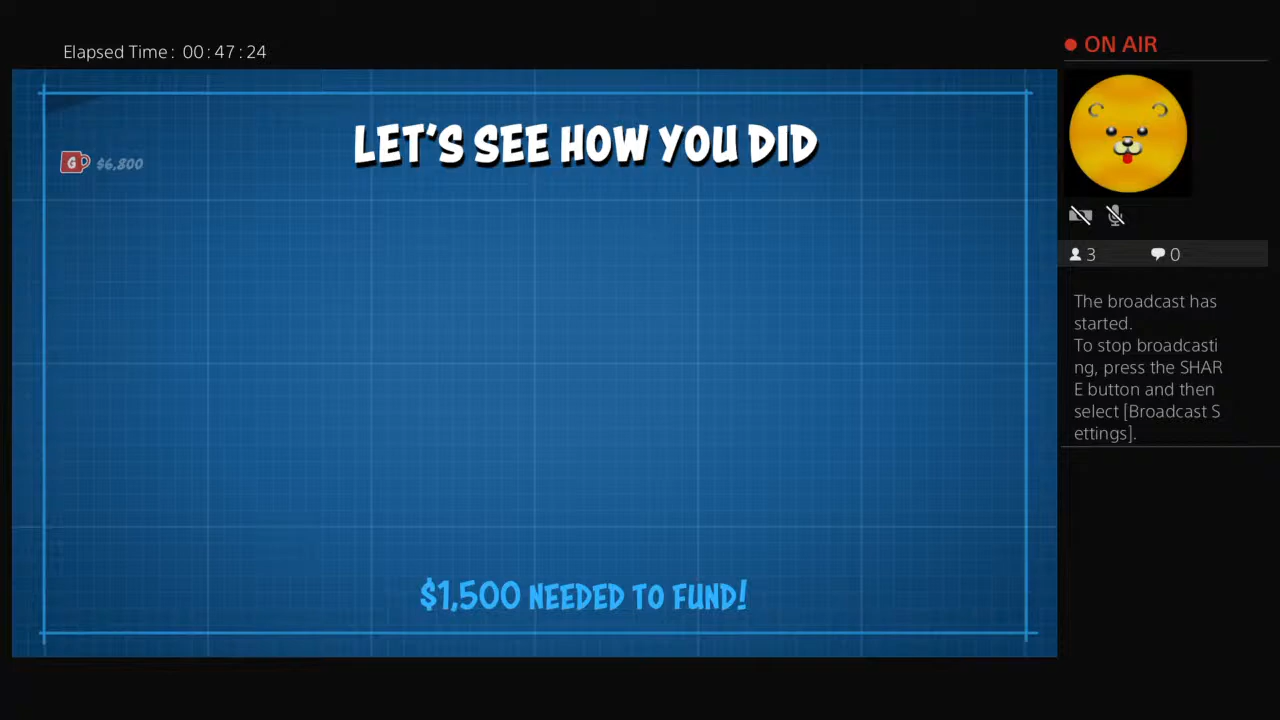 Elapsed Time: 00:47:24
ON AIR
LET'S SEE HOW YOU DID
G $6,800
3 0
The broadcast has
started.
To stop broadcasti
ng, press the SHAR
E button and then
select [Broadcast S
ettings].
$1,500 NEEDED TO FUND!